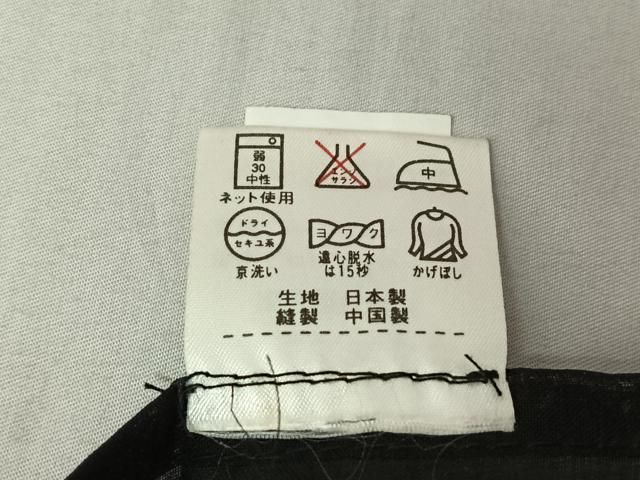 弱
30
中性
ネット使用
エンソ
サラシ
中
ドライ
セキユ系
京洗い
ヨワク
遠心脱水
は15秒
かげぼし
生地 日本製
縫製 中国製